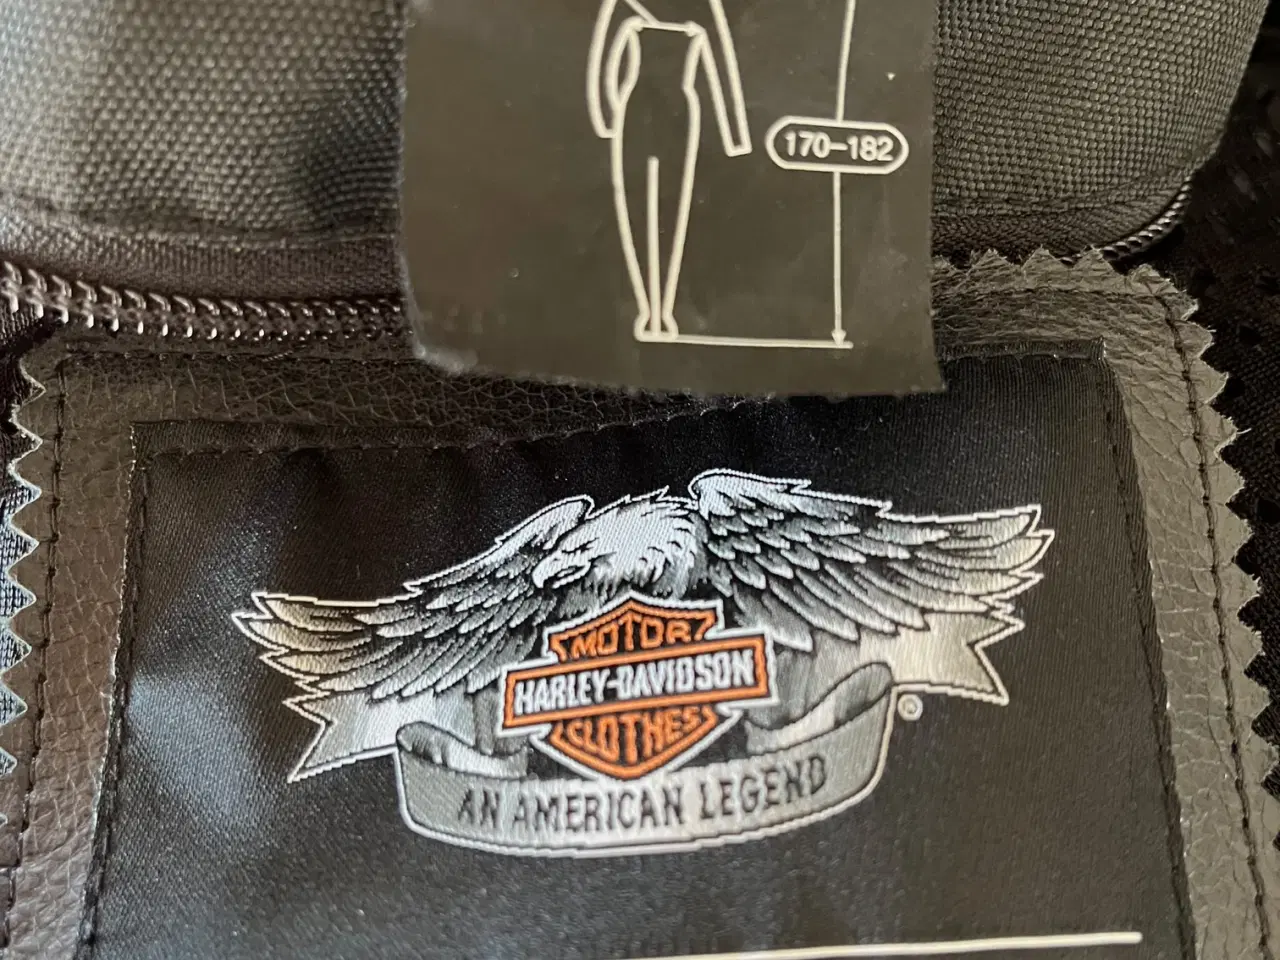 170-182
MOTOR
HARLEY-DAVIDSON
CLOTHES
®
AN AMERICAN LEGEND